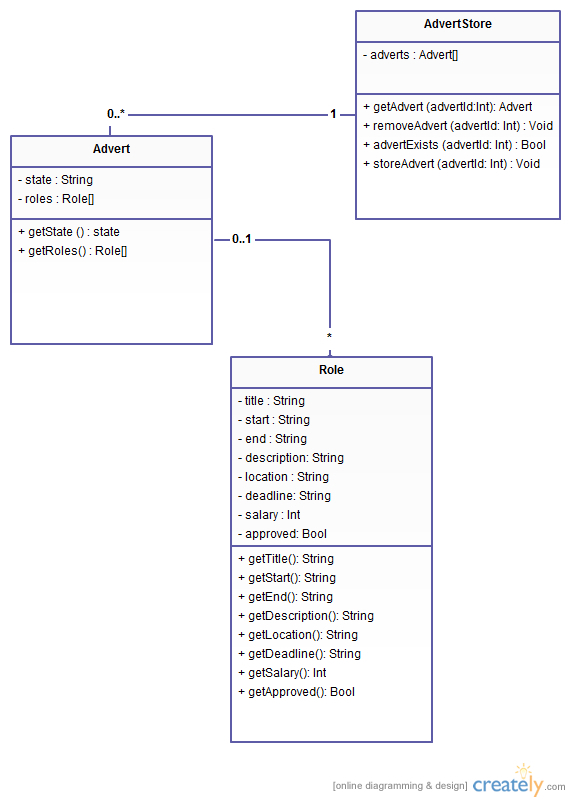 AdvertStore
- adverts : Advert[]
+ getAdvert (advertId:Int): Advert
+ removeAdvert (advertId: Int) : Void
+ advertExists (advertId: Int) : Bool
+ storeAdvert (advertId: Int) : Void
0..*
1
Advert
- state : String
- roles : Role[]
+ getState () : state
+ getRoles() : Role[]
0..1
*
Role
- title : String
- start : String
- end : String
- description: String
- location : String
- deadline: String
- salary : Int
- approved: Bool
+ getTitle(): String
+ getStart(): String
+ getEnd(): String
+ getDescription(): String
+ getLocation(): String
+ getDeadline(): String
+ getSalary(): Int
+ getApproved(): Bool
[online diagramming & design] creately.com